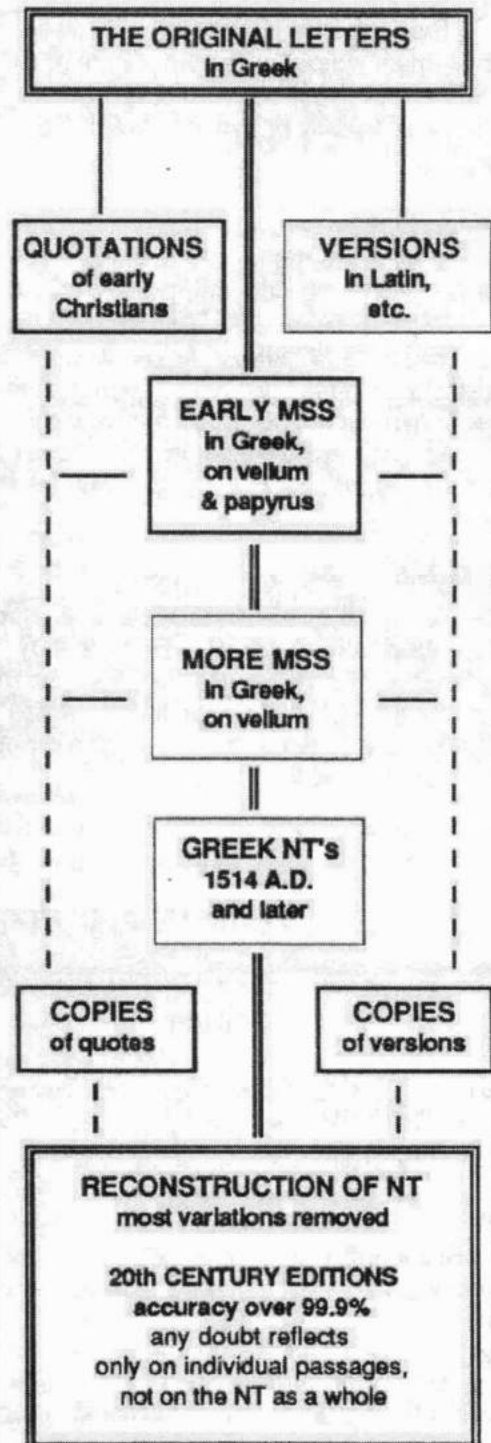 THE ORIGINAL LETTERS
in Greek
QUOTATIONS
of early
Christians
VERSIONS
in Latin,
etc.
EARLY MSS
in Greek,
on vellum
& papyrus
MORE MSS
in Greek,
on vellum
GREEK NT's
1514 A.D.
and later
COPIES
of quotes
COPIES
of versions
RECONSTRUCTION OF NT
most variations removed
20th CENTURY EDITIONS
accuracy over 99.9%
any doubt reflects
only on individual passages,
not on the NT as a whole